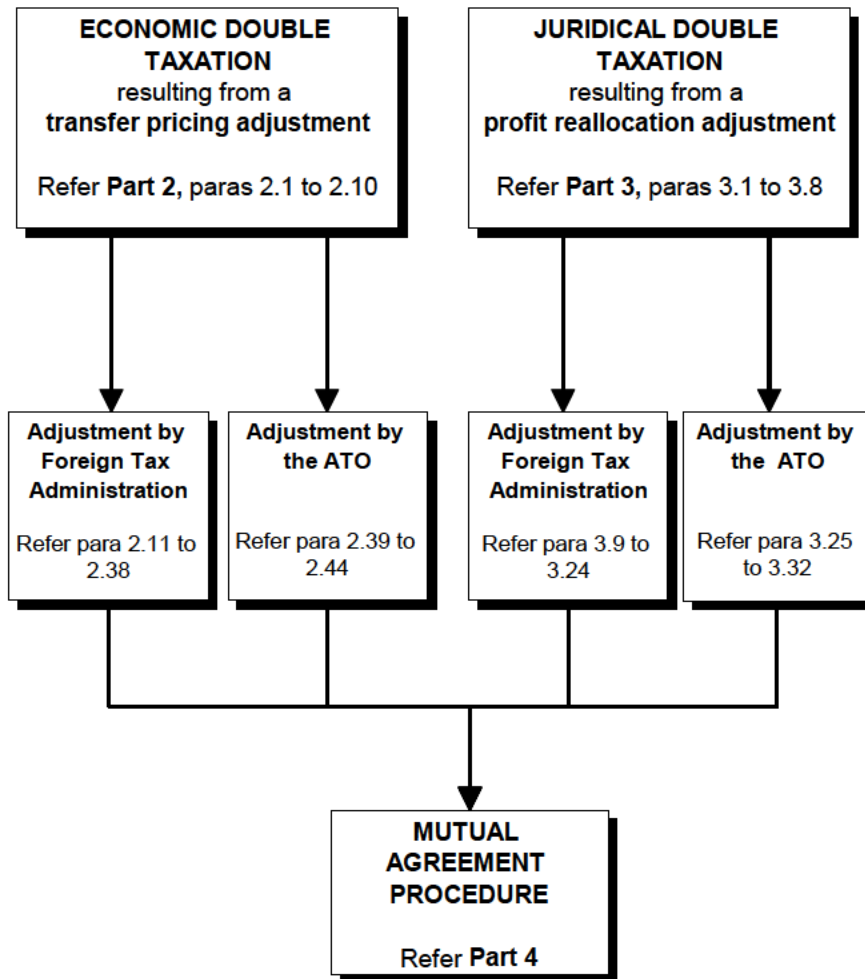 ECONOMIC DOUBLE
TAXATION
resulting from a
transfer pricing adjustment
Refer Part 2, paras 2.1 to 2.10
JURIDICAL DOUBLE
TAXATION
resulting from a
profit reallocation adjustment
Refer Part 3, paras 3.1 to 3.8
Adjustment by
Foreign Tax
Administration
Refer para 2.11 to
2.38
Adjustment by
the ATO
Refer para 2.39 to
2.44
Adjustment by
Foreign Tax
Administration
Refer para 3.9 to
3.24
Adjustment by
the ATO
Refer para 3.25
to 3.32
MUTUAL
AGREEMENT
PROCEDURE
Refer Part 4